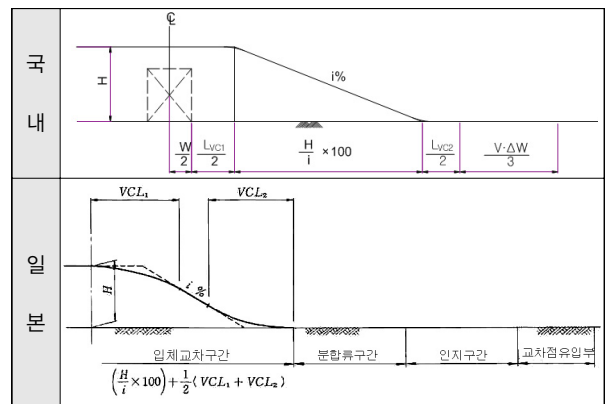 국
내
℄
H
i%
W/2
L_VC1/2
H/i ×100
L_VC2/2
V·ΔW/3
일
본
VCL₁
VCL₂
H
i %
입체교차구간
분합류구간
인지구간
교차점유입부
(H/i ×100)+1/2(VCL₁+VCL₂)